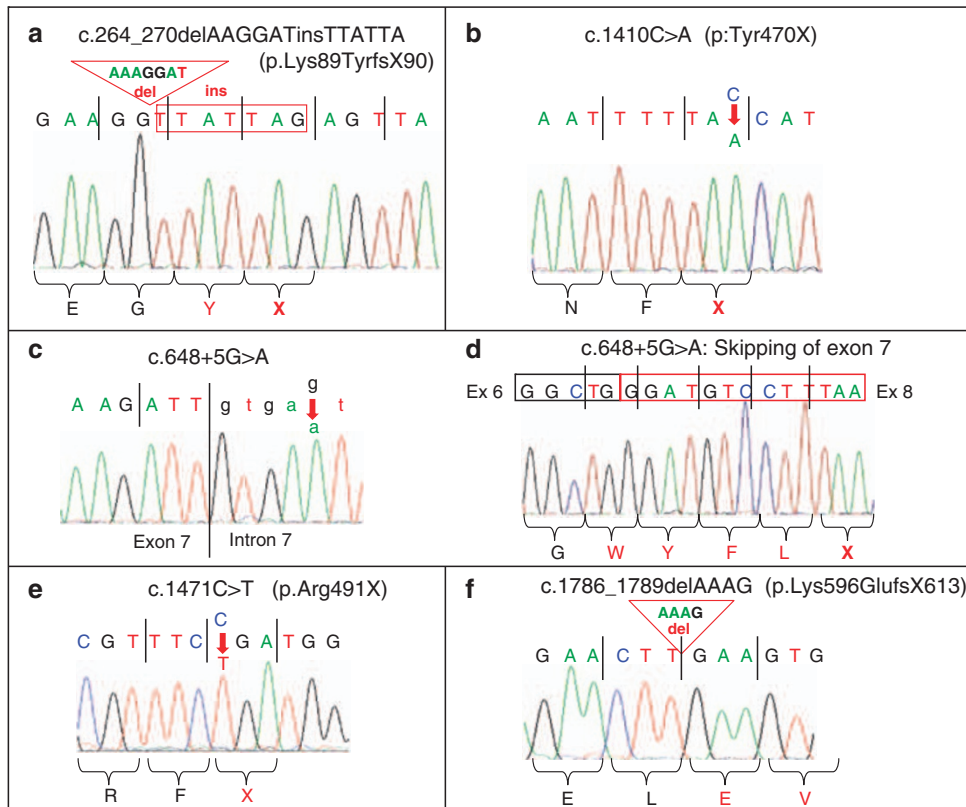 a c.264_270delAAGGATinsTTATTA
(p.Lys89TyrfsX90)
AAAGGAT
del ins
G A A G G T T A T T A G A G T T A
E G Y X
b c.1410C>A (p:Tyr470X)
C
A A T T T T T A C A T
A
N F X
c c.648+5G>A
g
A A G A T T g t g a t
a
Exon 7 Intron 7
d c.648+5G>A: Skipping of exon 7
Ex 6 G G C T G G A T G T C C T T T A A Ex 8
G W Y F L X
e c.1471C>T (p.Arg491X)
C
C G T T T C G A T G G
T
R F X
f c.1786_1789delAAAG (p.Lys596GlufsX613)
AAAG
del
G A A C T T G A A G T G
E L E V